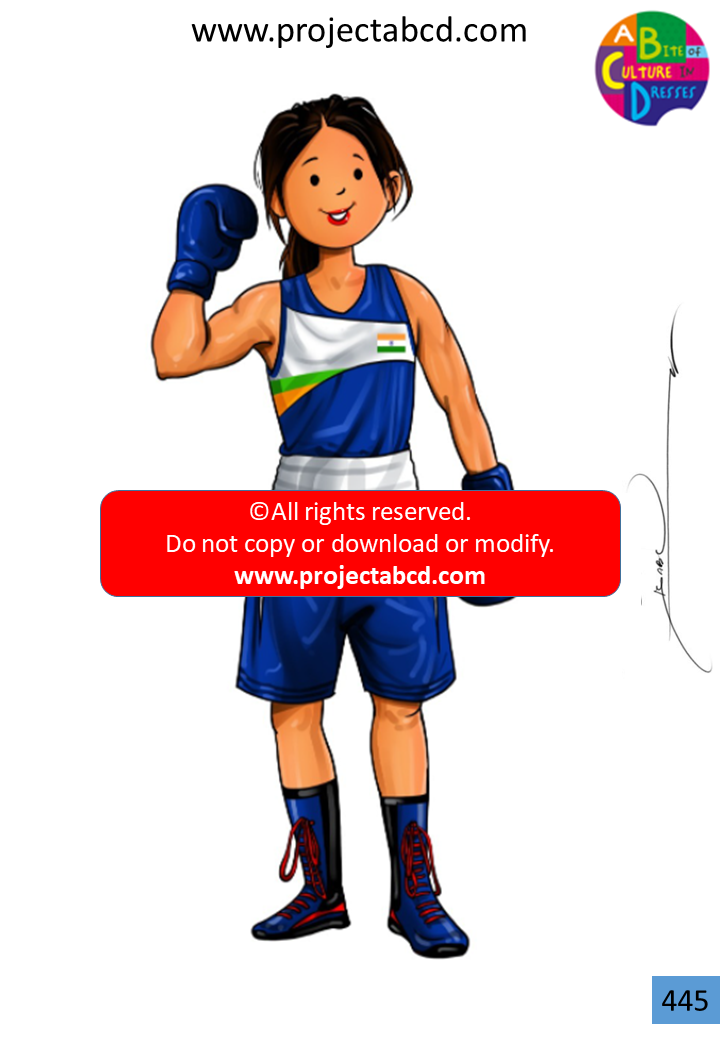 www.projectabcd.com
A BITE OF
CULTURE IN
DRESSES
©All rights reserved.
Do not copy or download or modify.
www.projectabcd.com
445